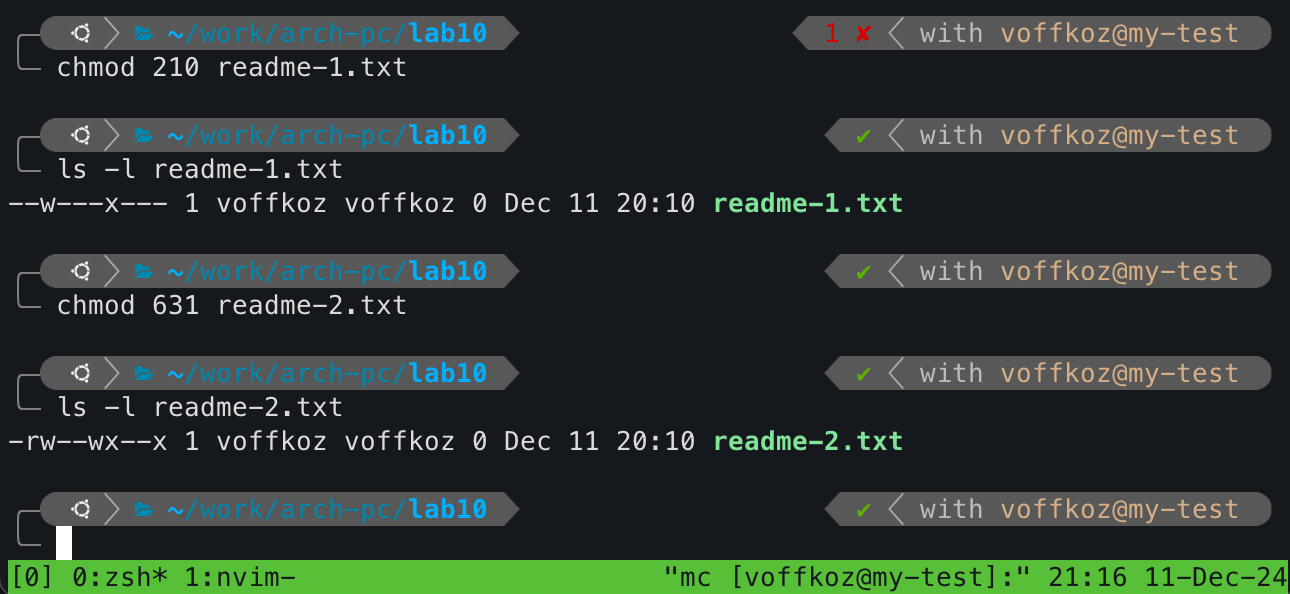 ~/work/arch-pc/lab10 1 ✘ with voffkoz@my-test
chmod 210 readme-1.txt
~/work/arch-pc/lab10 ✔ with voffkoz@my-test
ls -l readme-1.txt
--w---x--- 1 voffkoz voffkoz 0 Dec 11 20:10 readme-1.txt
~/work/arch-pc/lab10 ✔ with voffkoz@my-test
chmod 631 readme-2.txt
~/work/arch-pc/lab10 ✔ with voffkoz@my-test
ls -l readme-2.txt
-rw--wx--x 1 voffkoz voffkoz 0 Dec 11 20:10 readme-2.txt
~/work/arch-pc/lab10 ✔ with voffkoz@my-test
[0] 0:zsh* 1:nvim- "mc [voffkoz@my-test]:" 21:16 11-Dec-24